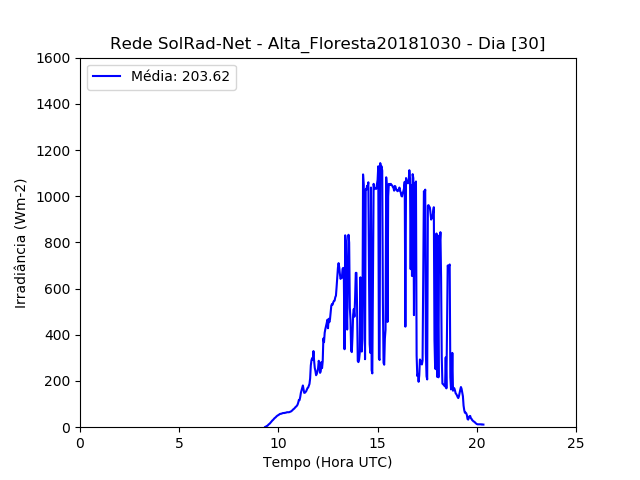 Rede SolRad-Net - Alta_Floresta20181030 - Dia [30]
Média: 203.62
Irradiância (Wm-2)
1600
1400
1200
1000
800
600
400
200
0
0 5 10 15 20 25
Tempo (Hora UTC)